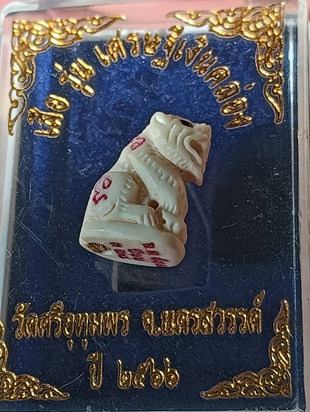 เสือ รุ่น เศรษฐีเงินคล่อง
วัดศรีอุทุมพร จ.นครสวรรค์
ปี ๒๕๖๖